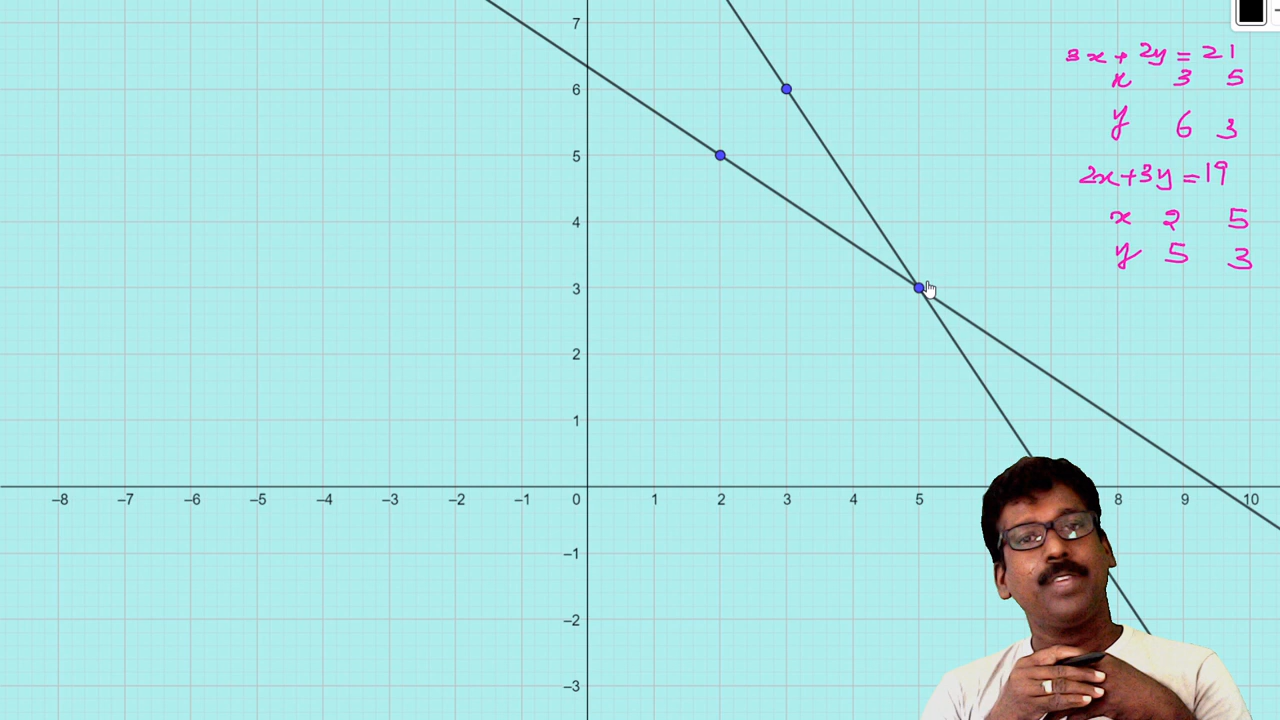 7
3x + 2y = 21
x 3 5
6
y 6 3
5
2x+3y=19
4
x 2 5
y 5 3
3
2
1
–8 –7 –6 –5 –4 –3 –2 –1 0 1 2 3 4 5 8 9 10
–1
–2
–3